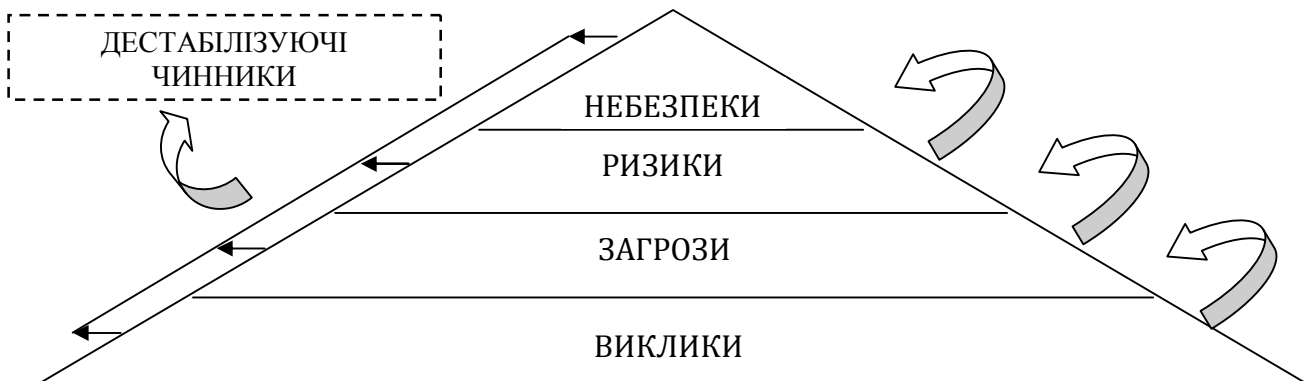 ДЕСТАБІЛІЗУЮЧІ
ЧИННИКИ
НЕБЕЗПЕКИ
РИЗИКИ
ЗАГРОЗИ
ВИКЛИКИ